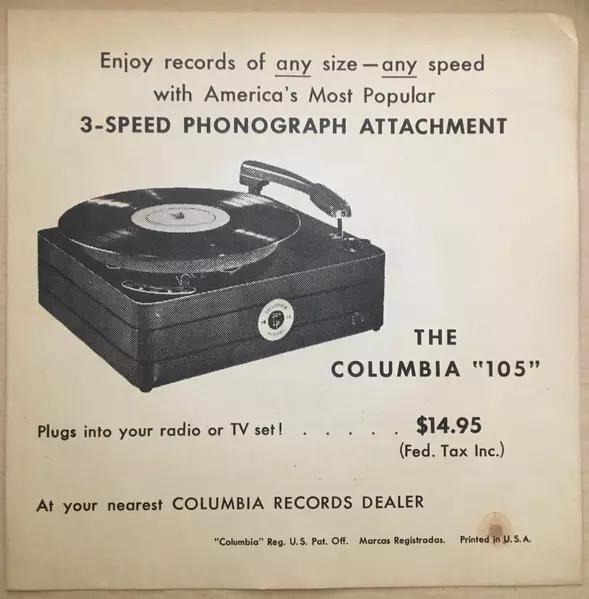 Enjoy records of any size — any speed
with America's Most Popular
3-SPEED PHONOGRAPH ATTACHMENT
THE
COLUMBIA "105"
Plugs into your radio or TV set! . . . . . $14.95
(Fed. Tax Inc.)
At your nearest COLUMBIA RECORDS DEALER
"Columbia" Reg. U. S. Pat. Off. Marcas Registradas. Printed in U. S. A.